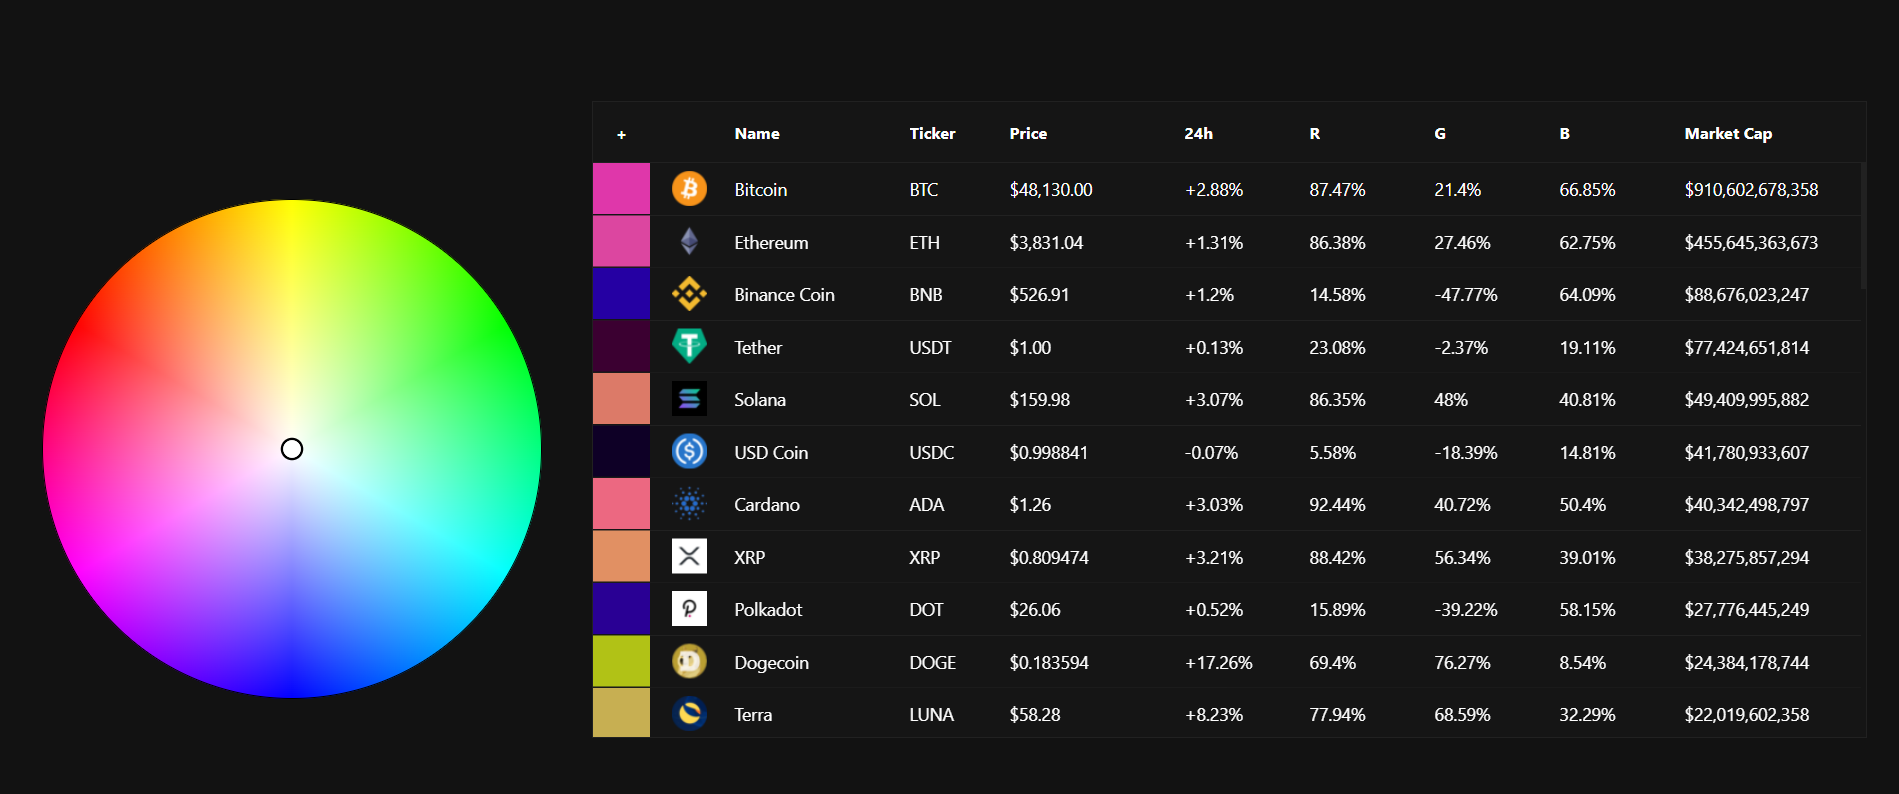 + Name Ticker Price 24h R G B Market Cap
Bitcoin BTC $48,130.00 +2.88% 87.47% 21.4% 66.85% $910,602,678,358
Ethereum ETH $3,831.04 +1.31% 86.38% 27.46% 62.75% $455,645,363,673
Binance Coin BNB $526.91 +1.2% 14.58% -47.77% 64.09% $88,676,023,247
Tether USDT $1.00 +0.13% 23.08% -2.37% 19.11% $77,424,651,814
Solana SOL $159.98 +3.07% 86.35% 48% 40.81% $49,409,995,882
USD Coin USDC $0.998841 -0.07% 5.58% -18.39% 14.81% $41,780,933,607
Cardano ADA $1.26 +3.03% 92.44% 40.72% 50.4% $40,342,498,797
XRP XRP $0.809474 +3.21% 88.42% 56.34% 39.01% $38,275,857,294
Polkadot DOT $26.06 +0.52% 15.89% -39.22% 58.15% $27,776,445,249
Dogecoin DOGE $0.183594 +17.26% 69.4% 76.27% 8.54% $24,384,178,744
Terra LUNA $58.28 +8.23% 77.94% 68.59% 32.29% $22,019,602,358